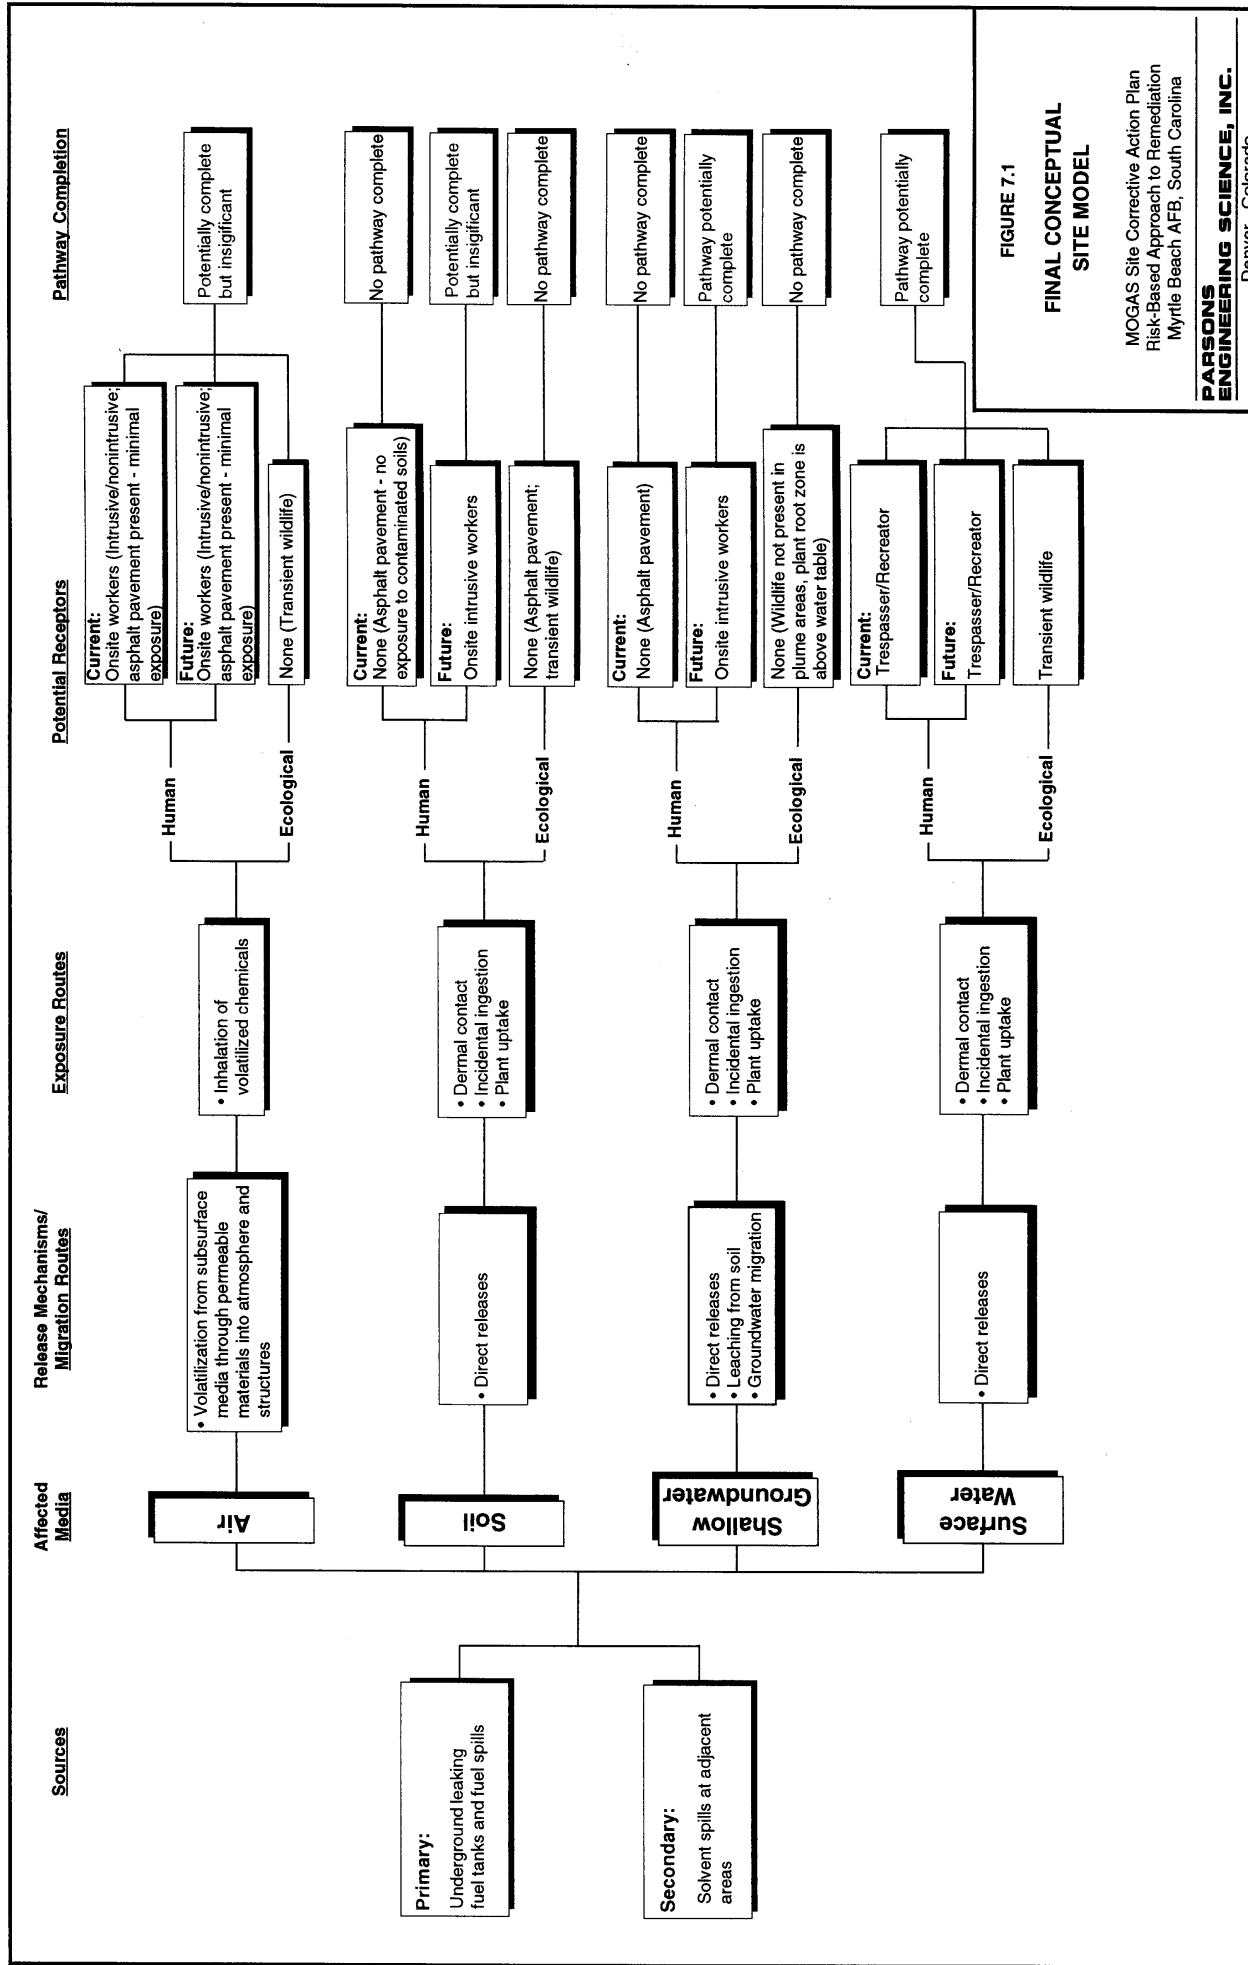 Sources
Affected
Media
Release Mechanisms/
Migration Routes
Exposure Routes
Potential Receptors
Pathway Completion
Primary:
Underground leaking
fuel tanks and fuel spills
Secondary:
Solvent spills at adjacent
areas
Air
• Volatilization from subsurface
media through permeable
materials into atmosphere and
structures
• Inhalation of
volatilized chemicals
Human
Current:
Onsite workers (Intrusive/nonintrusive;
asphalt pavement present - minimal
exposure)
Future:
Onsite workers (Intrusive/nonintrusive;
asphalt pavement present - minimal
exposure)
Ecological
None (Transient wildlife)
Potentially complete
but insigificant
Soil
• Direct releases
• Dermal contact
• Incidental ingestion
• Plant uptake
Human
Current:
None (Asphalt pavement - no
exposure to contaminated soils)
No pathway complete
Future:
Onsite intrusive workers
Potentially complete
but insigificant
Ecological
None (Asphalt pavement;
transient wildlife)
No pathway complete
Shallow
Groundwater
• Direct releases
• Leaching from soil
• Groundwater migration
• Dermal contact
• Incidental ingestion
• Plant uptake
Human
Current:
None (Asphalt pavement)
No pathway complete
Future:
Onsite intrusive workers
Pathway potentially
complete
Ecological
None (Wildlife not present in
plume areas, plant root zone is
above water table)
No pathway complete
Surface
Water
• Direct releases
• Dermal contact
• Incidental ingestion
• Plant uptake
Human
Current:
Trespasser/Recreator
Future:
Trespasser/Recreator
Ecological
Transient wildlife
Pathway potentially
complete
FIGURE 7.1
FINAL CONCEPTUAL
SITE MODEL
MOGAS Site Corrective Action Plan
Risk-Based Approach to Remediation
Myrtle Beach AFB, South Carolina
PARSONS
ENGINEERING SCIENCE, INC.
Denver, Colorado